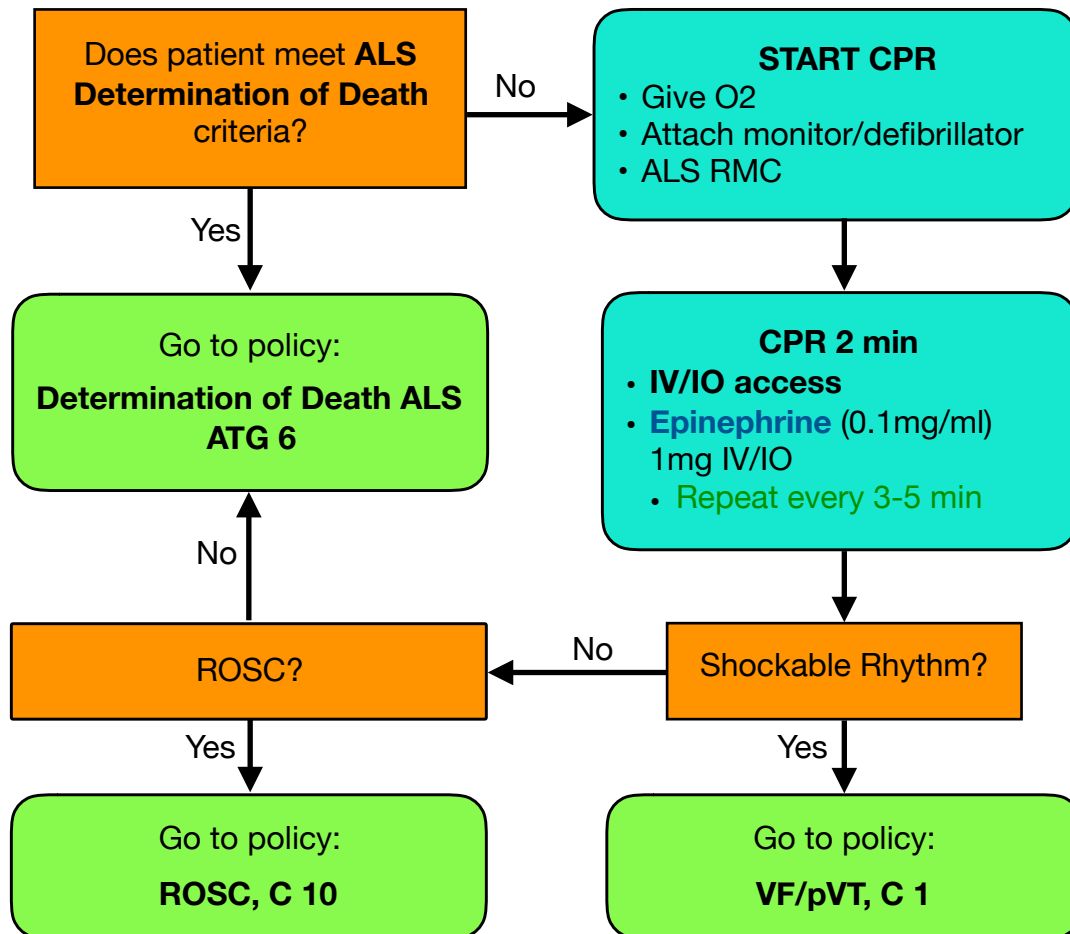 Does patient meet ALS
Determination of Death
criteria?
No
START CPR
• Give O2
• Attach monitor/defibrillator
• ALS RMC
Yes
Go to policy:
Determination of Death ALS
ATG 6
CPR 2 min
• IV/IO access
• Epinephrine (0.1mg/ml)
1mg IV/IO
• Repeat every 3-5 min
No
ROSC?
No
Shockable Rhythm?
Yes
Yes
Go to policy:
ROSC, C 10
Go to policy:
VF/pVT, C 1